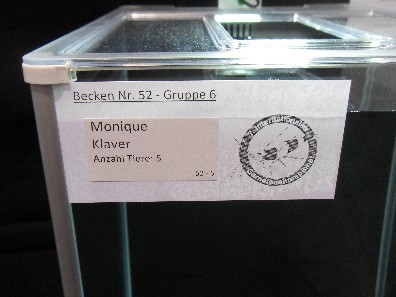 Becken Nr. 52 - Gruppe 6
Monique
Klaver
Anzahl Tiere: 5
52 - 5